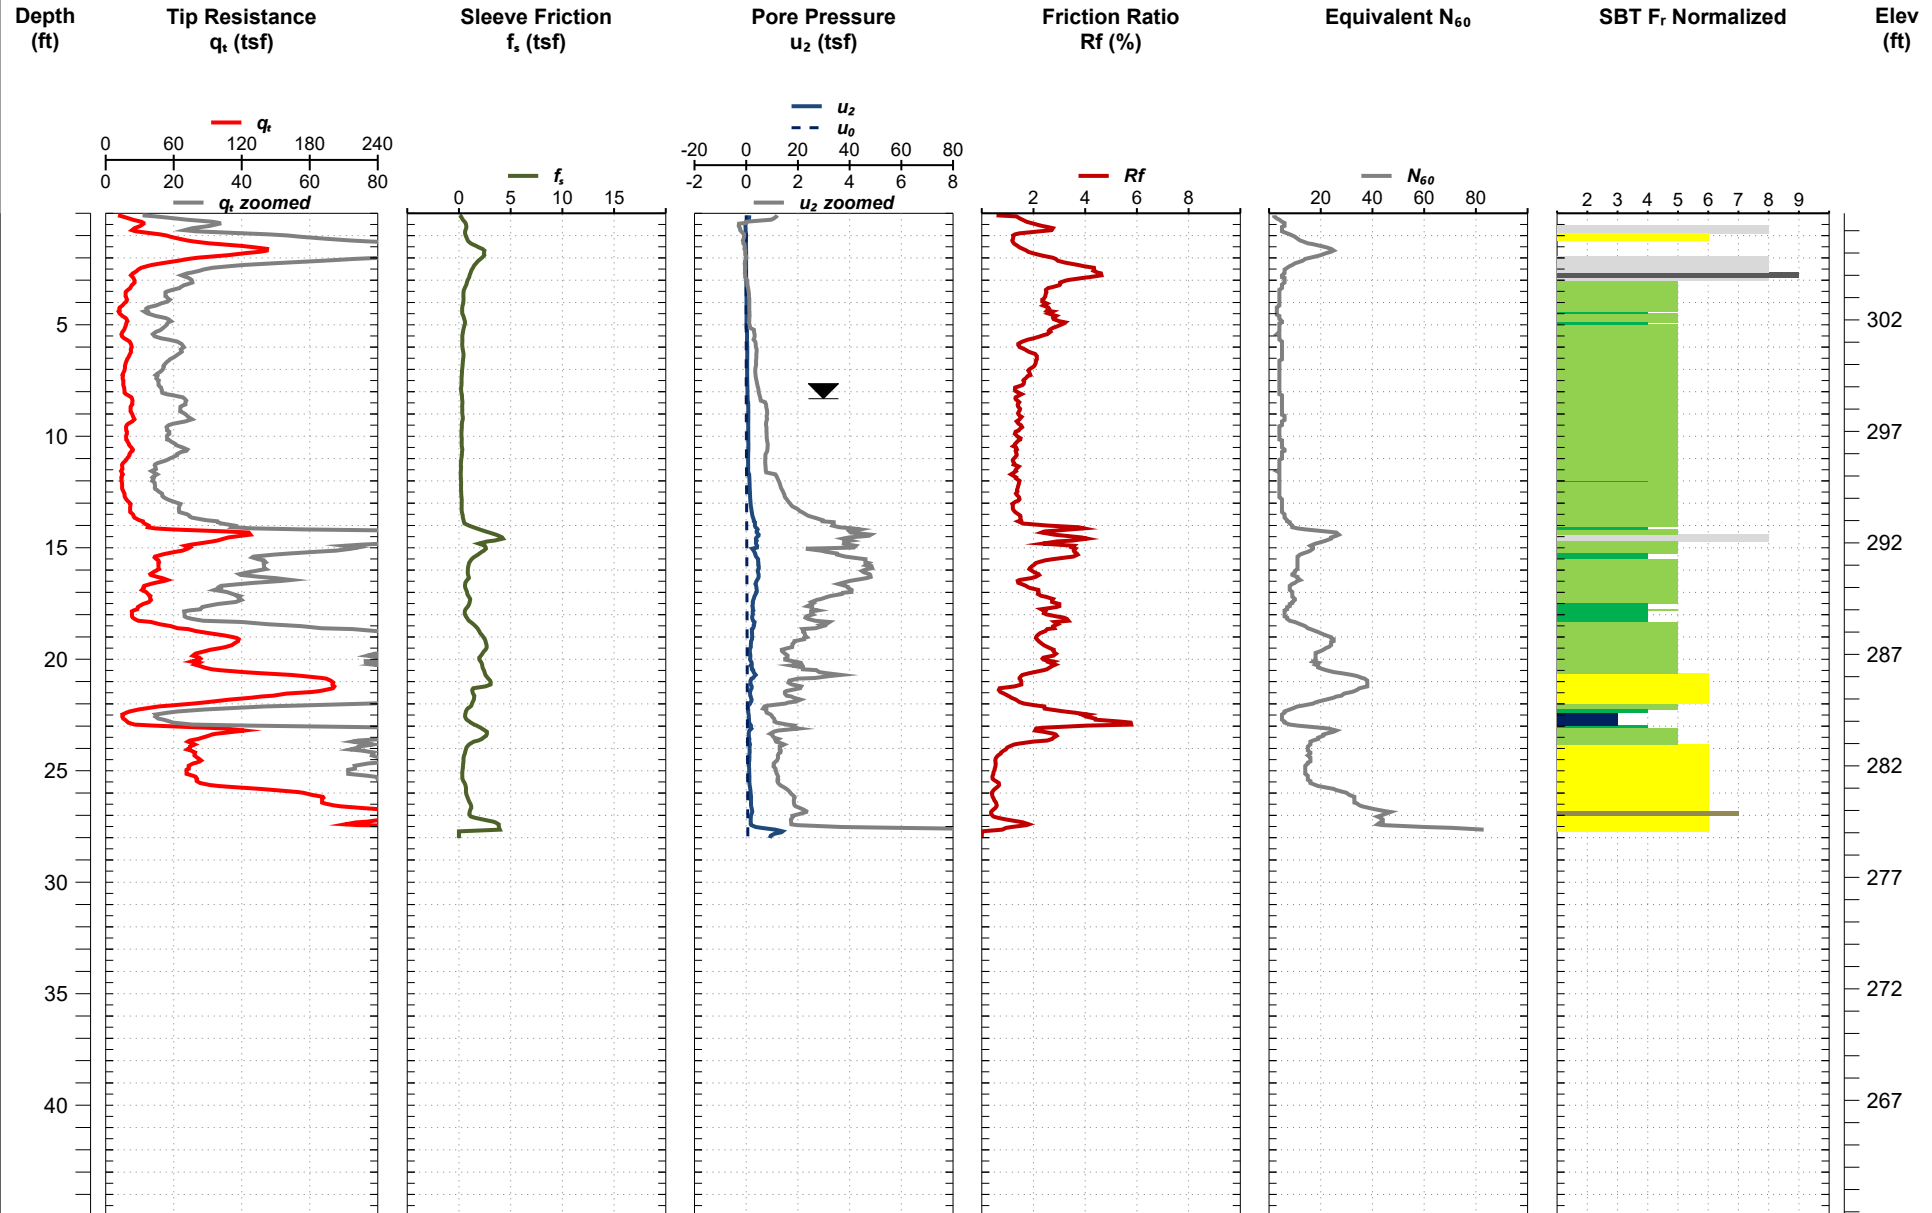 Depth (ft)
Tip Resistance qₜ (tsf)
Sleeve Friction fₛ (tsf)
Pore Pressure u₂ (tsf)
Friction Ratio Rf (%)
Equivalent N₆₀
SBT Fᵣ Normalized
Elev (ft)
qₜ
0 60 120 180 240
0 20 40 60 80
qₜ zoomed
fₛ
0 5 10 15
u₂
u₀
-20 0 20 40 60 80
-2 0 2 4 6 8
u₂ zoomed
Rf
2 4 6 8
N₆₀
20 40 60 80
2 3 4 5 6 7 8 9
5
10
15
20
25
30
35
40
302
297
292
287
282
277
272
267